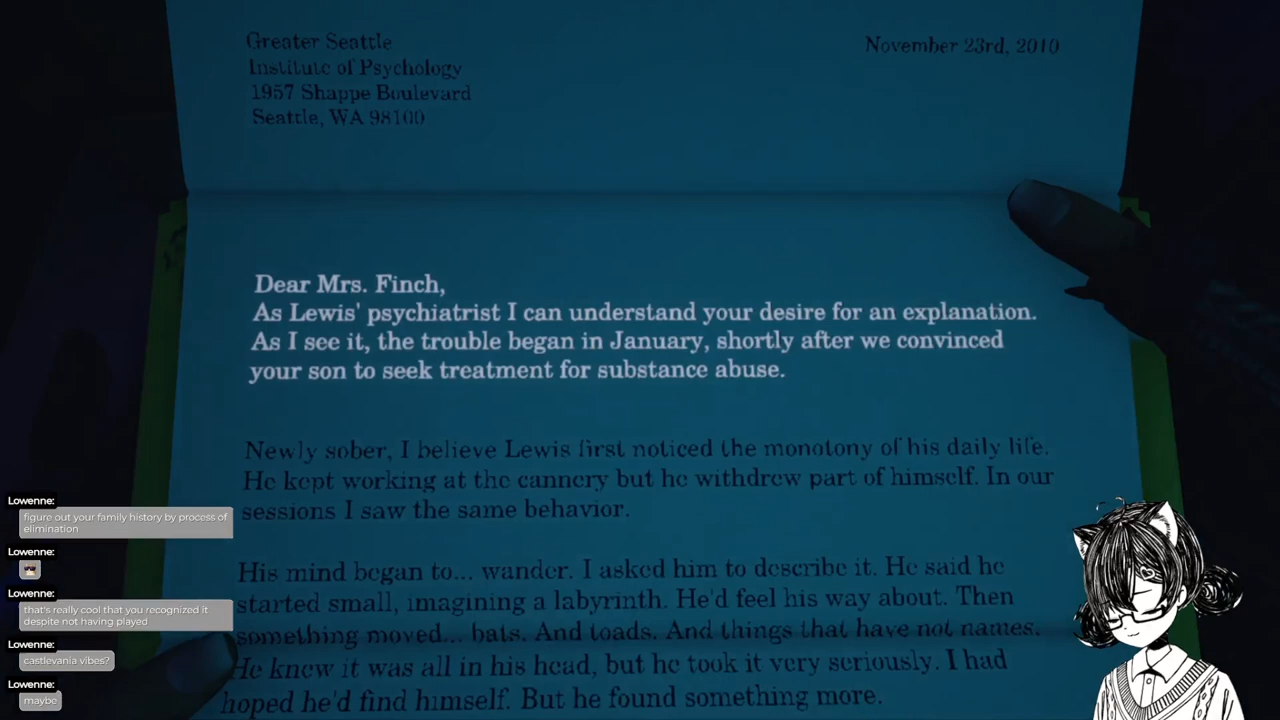 Greater Seattle
Institute of Psychology
1957 Shappe Boulevard
Seattle, WA 98100
November 23rd, 2010
Dear Mrs. Finch,
As Lewis' psychiatrist I can understand your desire for an explanation.
As I see it, the trouble began in January, shortly after we convinced
your son to seek treatment for substance abuse.
Newly sober, I believe Lewis first noticed the monotony of his daily life.
He kept working at the cannery but he withdrew part of himself. In our
sessions I saw the same behavior.
His mind began to... wander. I asked him to describe it. He said he
started small, imagining a labyrinth. He'd feel his way about. Then
something moved... bats. And toads. And things that have not names.
He knew it was all in his head, but he took it very seriously. I had
hoped he'd find himself. But he found something more.
Lowenne:
figure out your family history by process of
elimination
Lowenne:
Lowenne:
that's really cool that you recognized it
despite not having played
Lowenne:
castlevania vibes?
Lowenne:
maybe